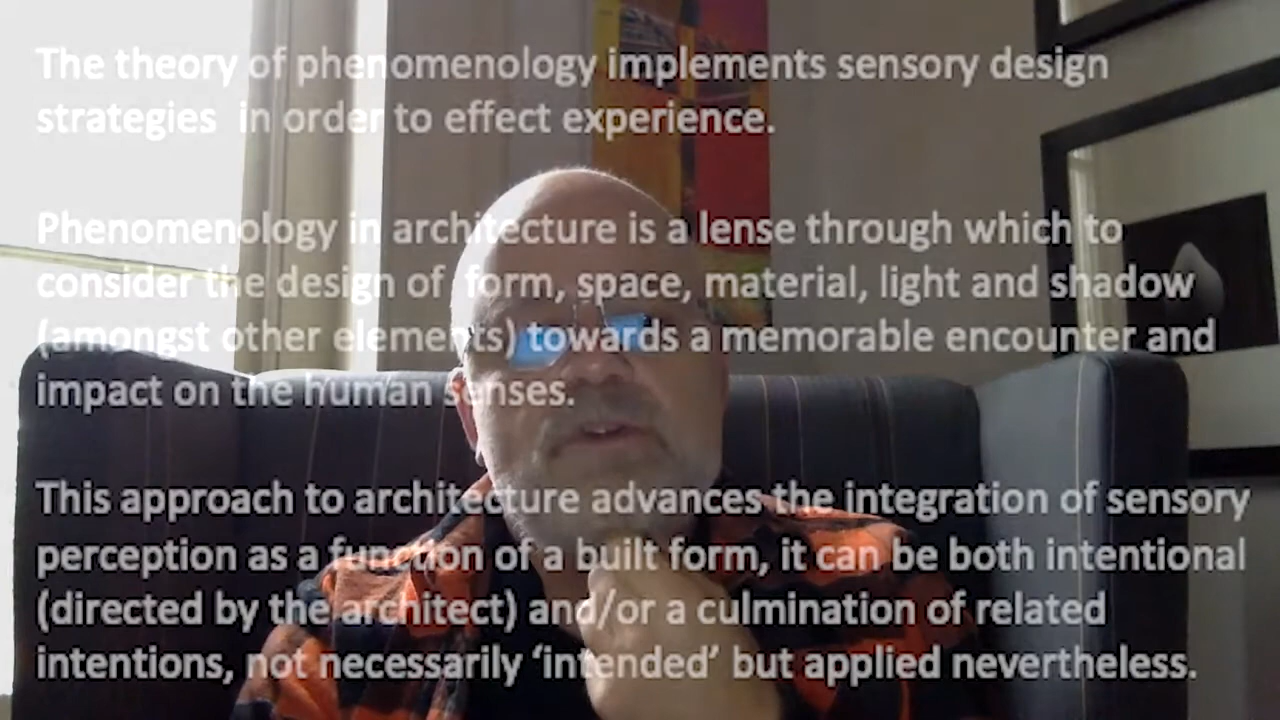 The theory of phenomenology implements sensory design
strategies in order to effect experience.
Phenomenology in architecture is a lense through which to
consider the design of form, space, material, light and shadow
(amongst other elements) towards a memorable encounter and
impact on the human senses.
This approach to architecture advances the integration of sensory
perception as a function of a built form, it can be both intentional
(directed by the architect) and/or a culmination of related
intentions, not necessarily ‘intended’ but applied nevertheless.